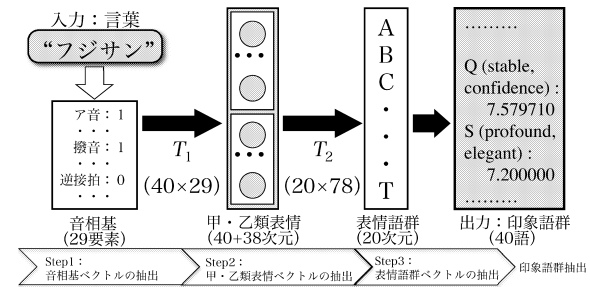 入力：言葉
“フジサン”
ア音：1
・・・
撥音：1
・・・
逆接拍：0
・・・
音相基
(29要素)
T1
(40×29)
・・・
・・・
甲・乙類表情
(40+38次元)
T2
(20×78)
A
B
C
・
・
・
T
表情語群
(20次元)
………
Q (stable,
confidence) :
7.579710
S (profound,
elegant) :
7.200000
………
出力：印象語群
(40語)
Step1：
音相基ベクトルの抽出
Step2：
甲・乙類表情ベクトルの抽出
Step3：
表情語群ベクトルの抽出
印象語群抽出